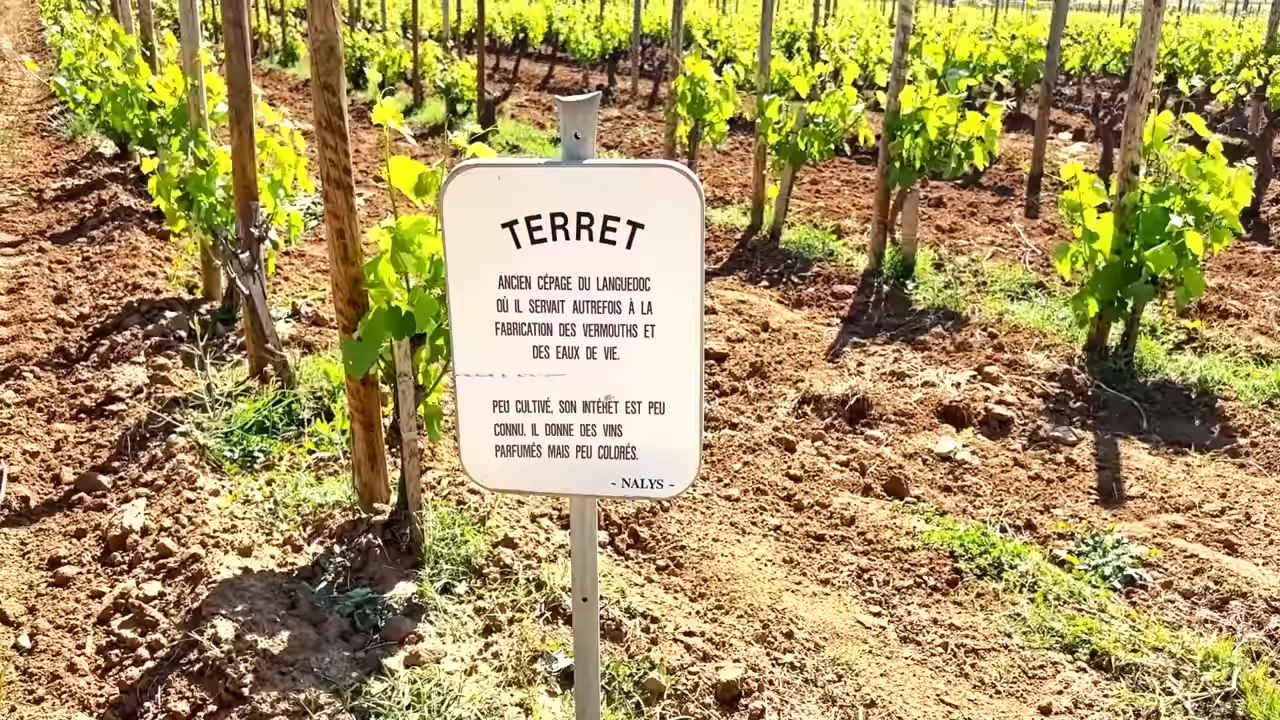 TERRET
ANCIEN CÉPAGE DU LANGUEDOC
OÙ IL SERVAIT AUTREFOIS À LA
FABRICATION DES VERMOUTHS ET
DES EAUX DE VIE.
PEU CULTIVÉ, SON INTÉRÊT EST PEU
CONNU. IL DONNE DES VINS
PARFUMÉS MAIS PEU COLORÉS.
~ NALYS ~